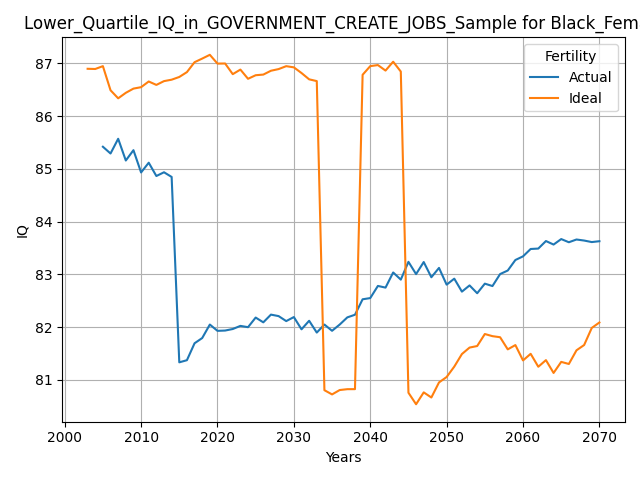 Lower_Quartile_IQ_in_GOVERNMENT_CREATE_JOBS_Sample for Black_Fem
Fertility
Actual
Ideal
87
86
85
84
83
82
81
IQ
2000 2010 2020 2030 2040 2050 2060 2070
Years